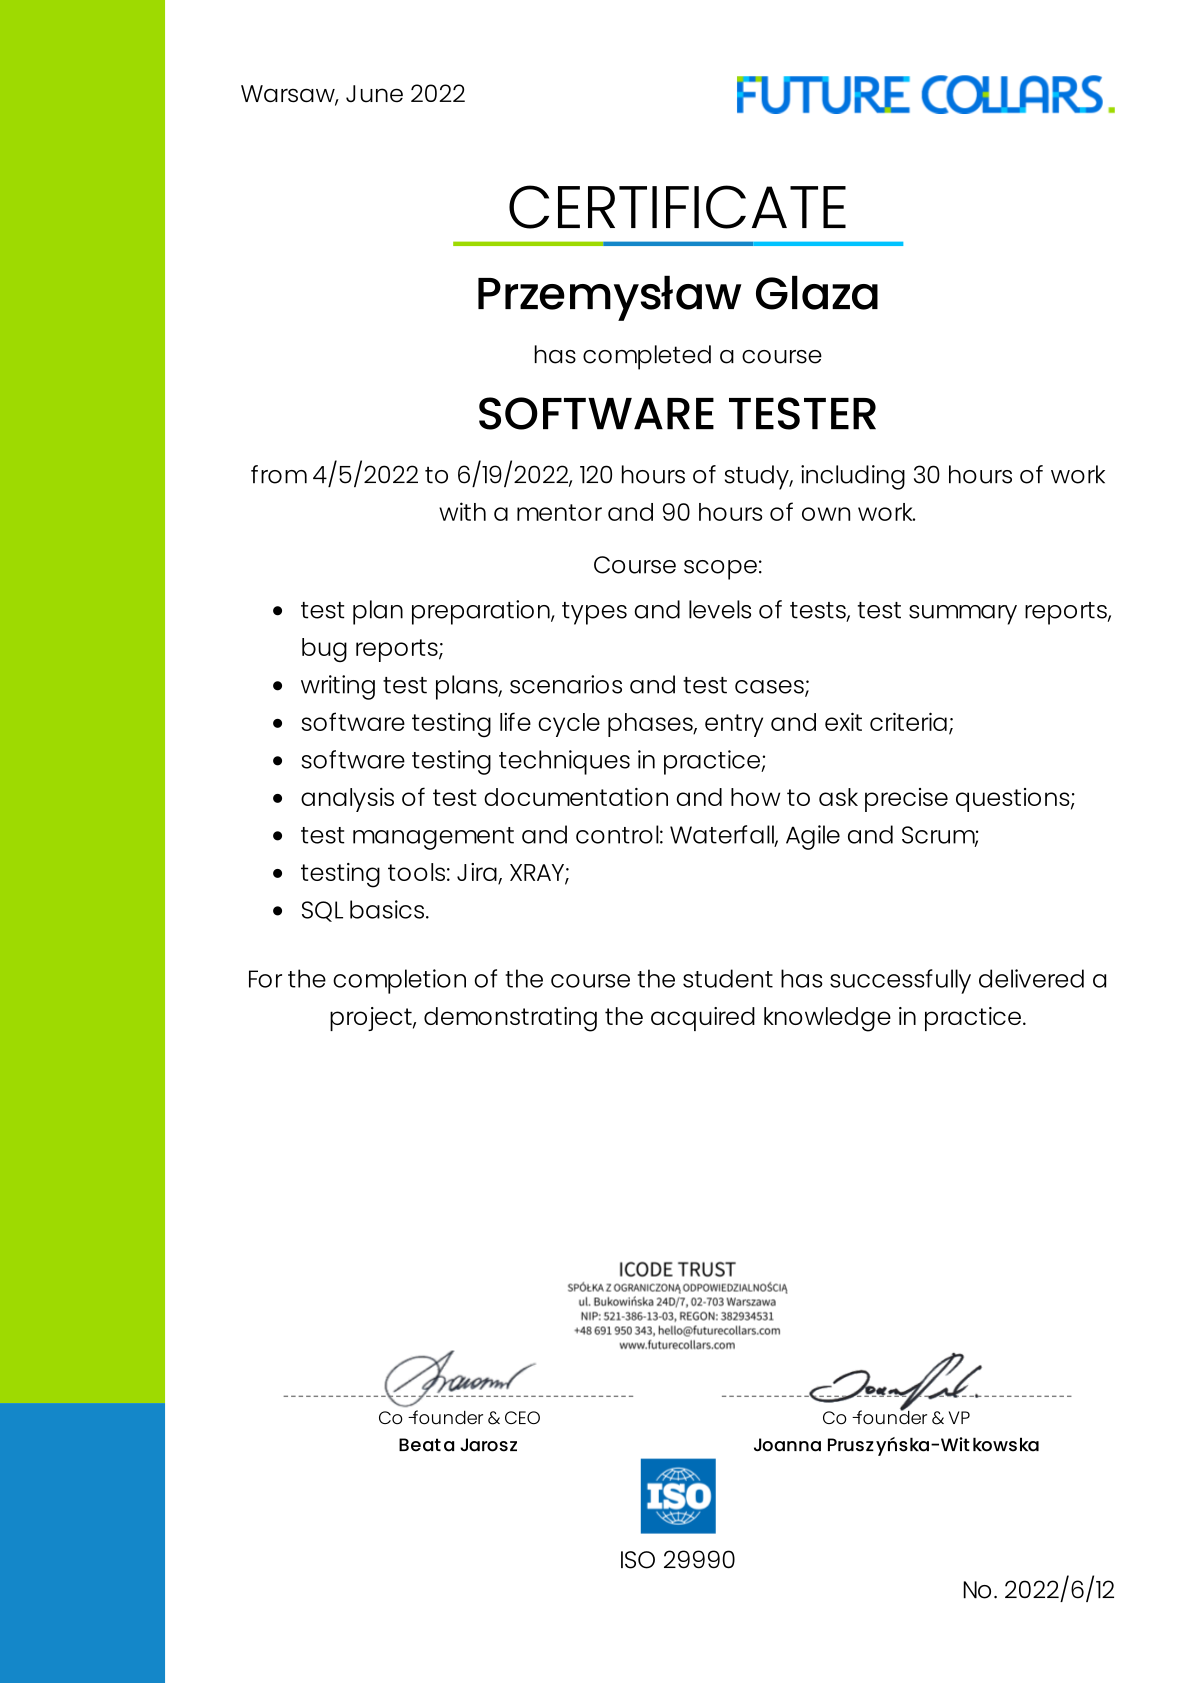 Warsaw, June 2022
FUTURE COLLARS.
CERTIFICATE
Przemysław Glaza
has completed a course
SOFTWARE TESTER
from 4/5/2022 to 6/19/2022, 120 hours of study, including 30 hours of work
with a mentor and 90 hours of own work.
Course scope:
• test plan preparation, types and levels of tests, test summary reports,
bug reports;
• writing test plans, scenarios and test cases;
• software testing life cycle phases, entry and exit criteria;
• software testing techniques in practice;
• analysis of test documentation and how to ask precise questions;
• test management and control: Waterfall, Agile and Scrum;
• testing tools: Jira, XRAY;
• SQL basics.
For the completion of the course the student has successfully delivered a
project, demonstrating the acquired knowledge in practice.
ICODE TRUST
SPÓŁKA Z OGRANICZONĄ ODPOWIEDZIALNOŚCIĄ
ul. Bukowińska 24D/7, 02-703 Warszawa
NIP: 521-386-13-03, REGON: 382934531
+48 691 950 343, hello@futurecollars.com
www.futurecollars.com
Co-founder & CEO
Beata Jarosz
Co-founder & VP
Joanna Pruszyńska-Witkowska
ISO
ISO 29990
No. 2022/6/12